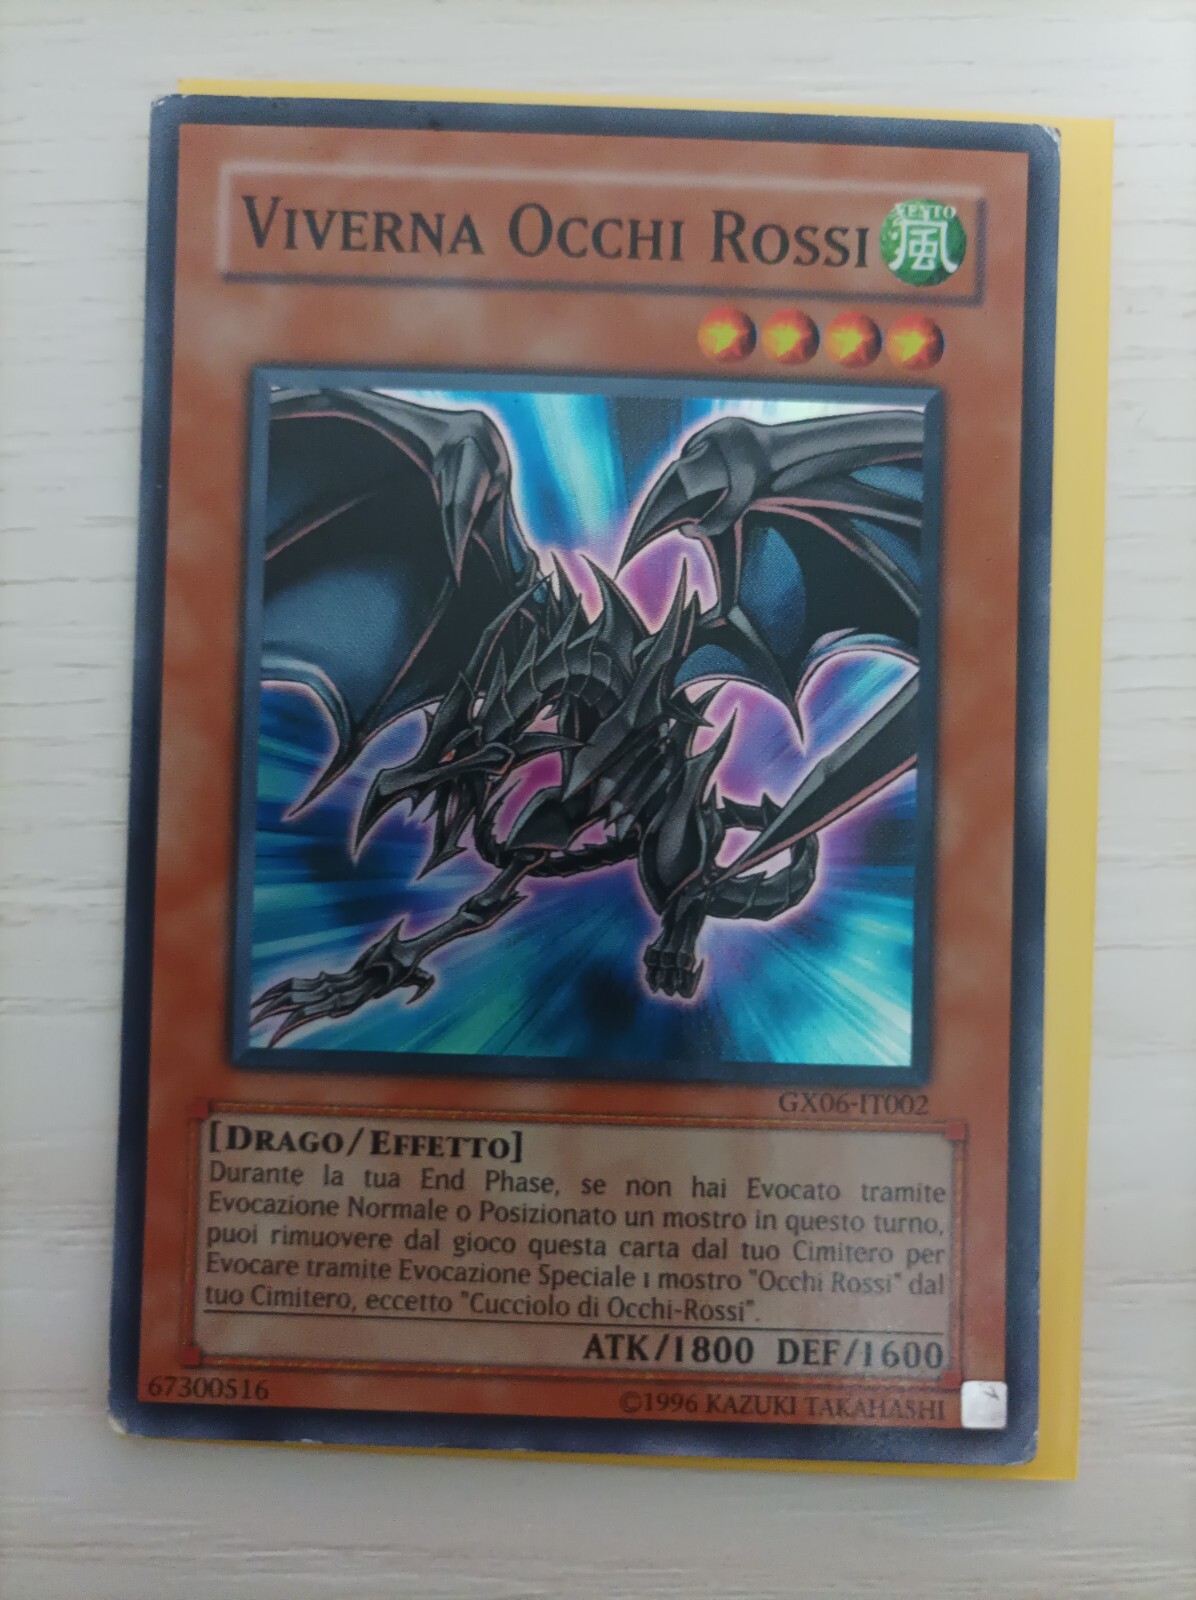 VIVERNA OCCHI ROSSI
VENTO
風
GX06-IT002
[DRAGO/EFFETTO]
Durante la tua End Phase, se non hai Evocato tramite
Evocazione Normale o Posizionato un mostro in questo turno,
puoi rimuovere dal gioco questa carta dal tuo Cimitero per
Evocare tramite Evocazione Speciale 1 mostro "Occhi Rossi" dal
tuo Cimitero, eccetto "Cucciolo di Occhi-Rossi".
ATK/1800 DEF/1600
67300516
©1996 KAZUKI TAKAHASHI